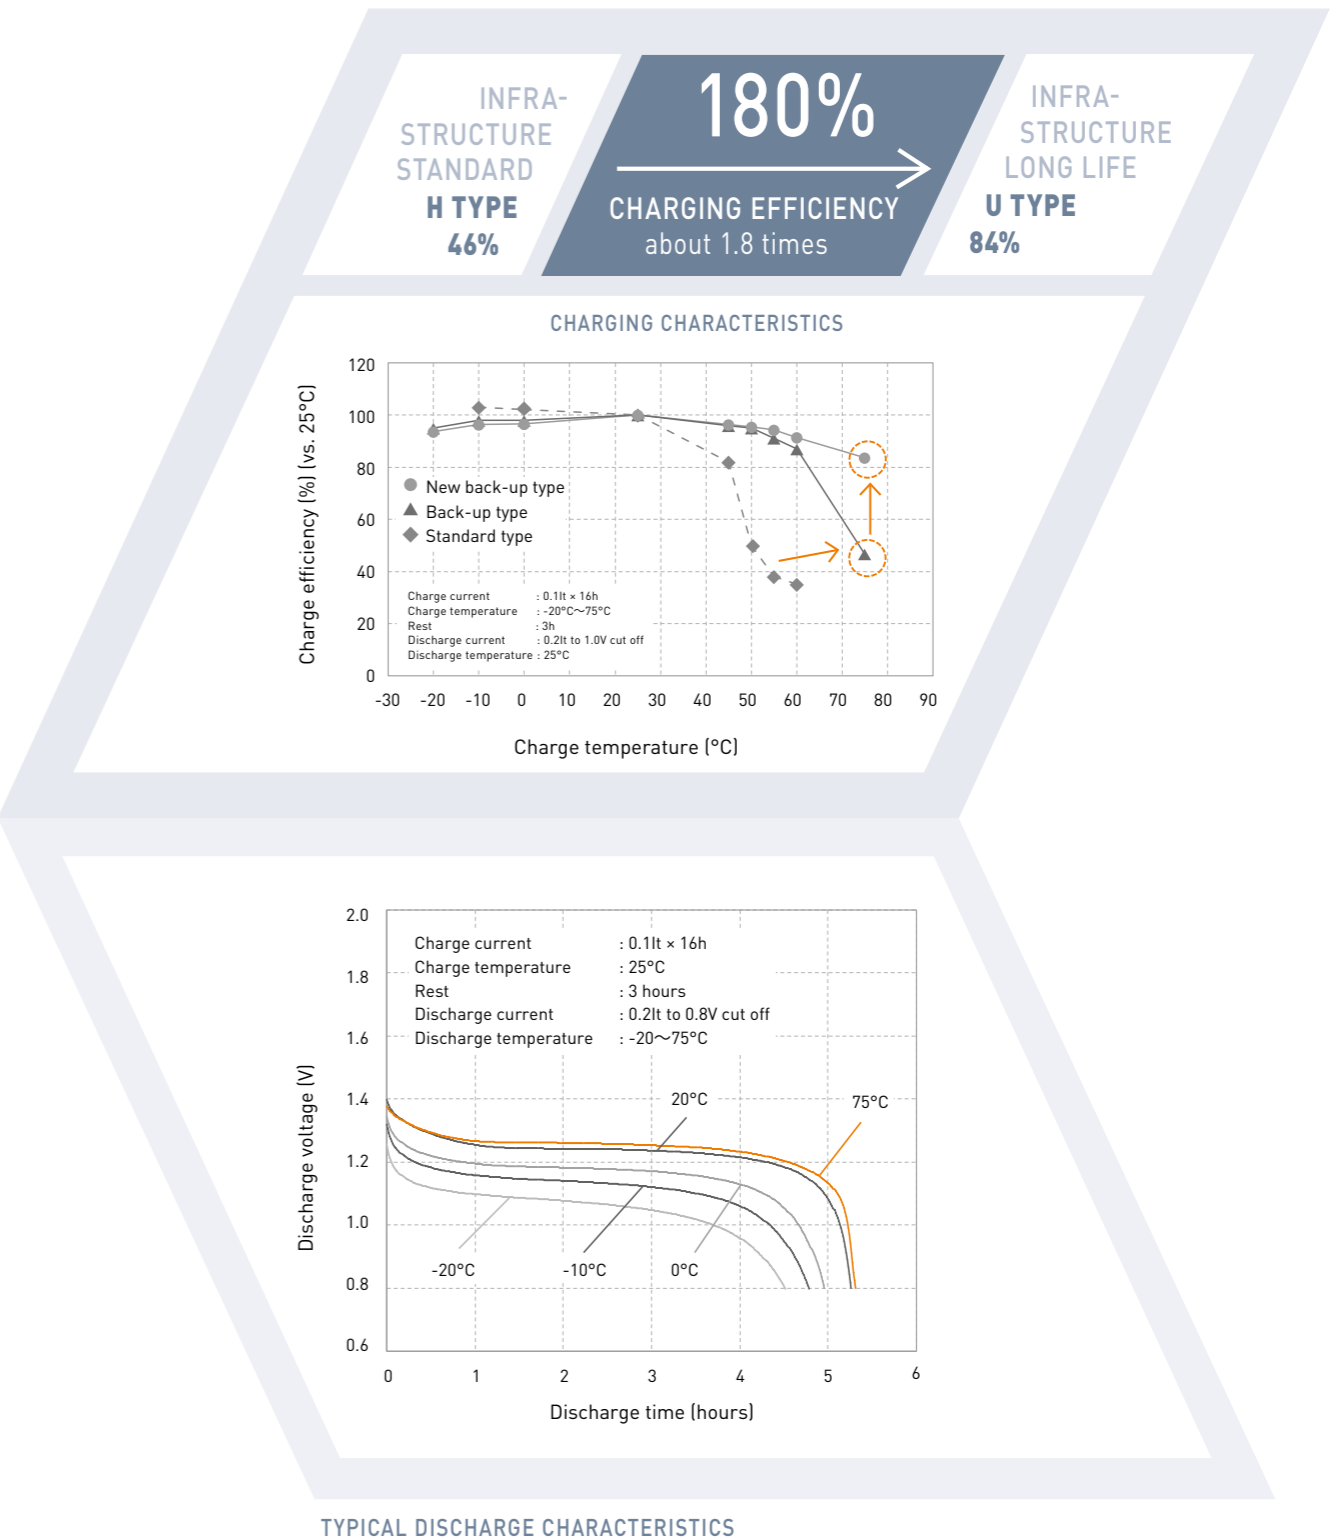 INFRA-
STRUCTURE
STANDARD
H TYPE
46%
180%
CHARGING EFFICIENCY
about 1.8 times
INFRA-
STRUCTURE
LONG LIFE
U TYPE
84%
CHARGING CHARACTERISTICS
Charge efficiency (%) (vs. 25°C)
120
100
80
60
40
20
0
New back-up type
Back-up type
Standard type
Charge current : 0.1It × 16h
Charge temperature : -20°C～75°C
Rest : 3h
Discharge current : 0.2It to 1.0V cut off
Discharge temperature : 25°C
-30 -20 -10 0 10 20 30 40 50 60 70 80 90
Charge temperature (°C)
Discharge voltage (V)
2.0
1.8
1.6
1.4
1.2
1.0
0.8
0.6
Charge current : 0.1It × 16h
Charge temperature : 25°C
Rest : 3 hours
Discharge current : 0.2It to 0.8V cut off
Discharge temperature : -20～75°C
20°C
75°C
-20°C
-10°C
0°C
0 1 2 3 4 5 6
Discharge time (hours)
TYPICAL DISCHARGE CHARACTERISTICS